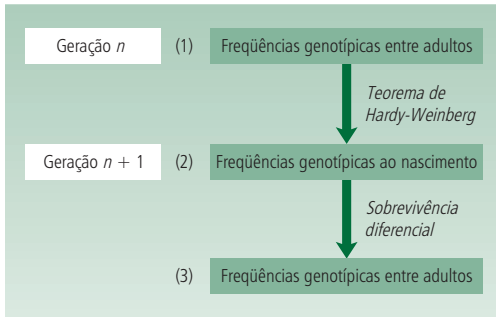 Geração n (1) Freqüências genotípicas entre adultos
Teorema de
Hardy-Weinberg
Geração n + 1 (2) Freqüências genotípicas ao nascimento
Sobrevivência
diferencial
(3) Freqüências genotípicas entre adultos